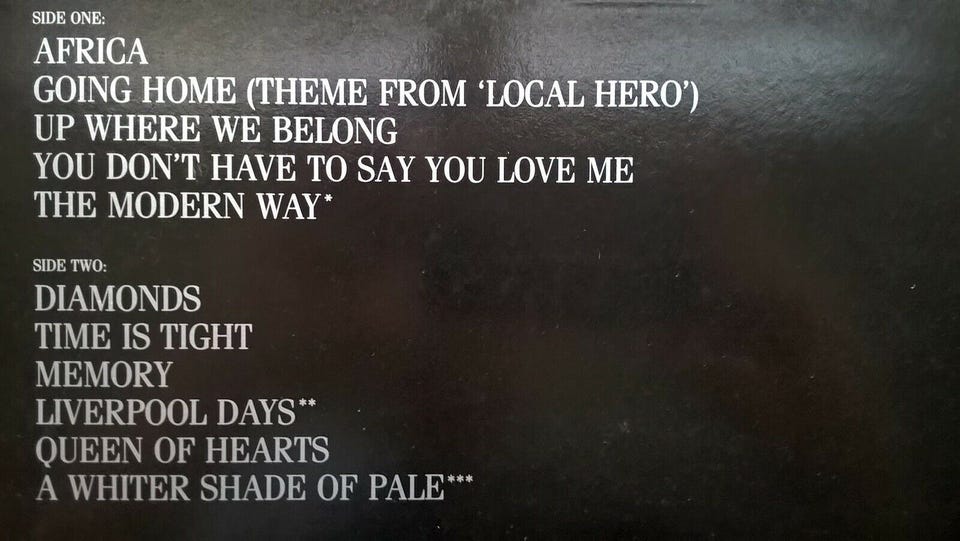 SIDE ONE:
AFRICA
GOING HOME (THEME FROM ‘LOCAL HERO’)
UP WHERE WE BELONG
YOU DON’T HAVE TO SAY YOU LOVE ME
THE MODERN WAY*
SIDE TWO:
DIAMONDS
TIME IS TIGHT
MEMORY
LIVERPOOL DAYS**
QUEEN OF HEARTS
A WHITER SHADE OF PALE***